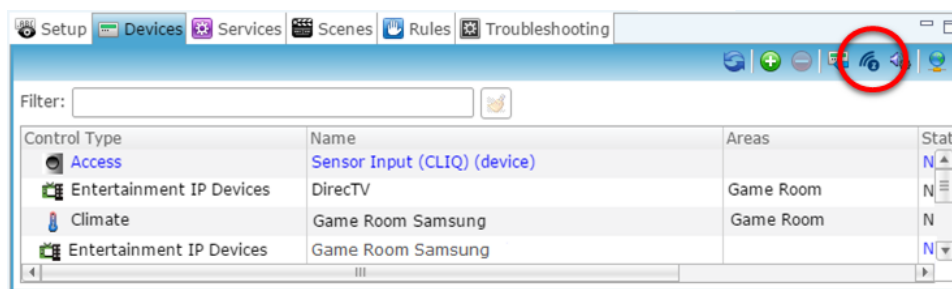 Setup Devices Services Scenes Rules Troubleshooting
Filter:
Control Type Name Areas Stat
Access Sensor Input (CLIQ) (device) N
Entertainment IP Devices DirecTV Game Room N
Climate Game Room Samsung Game Room N
Entertainment IP Devices Game Room Samsung N